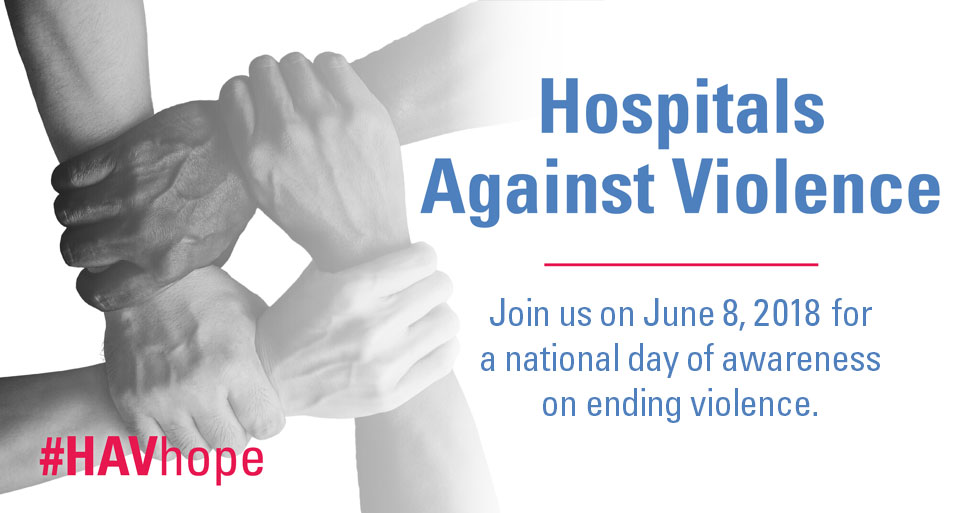 Hospitals
Against Violence
Join us on June 8, 2018 for
a national day of awareness
on ending violence.
#HAVhope